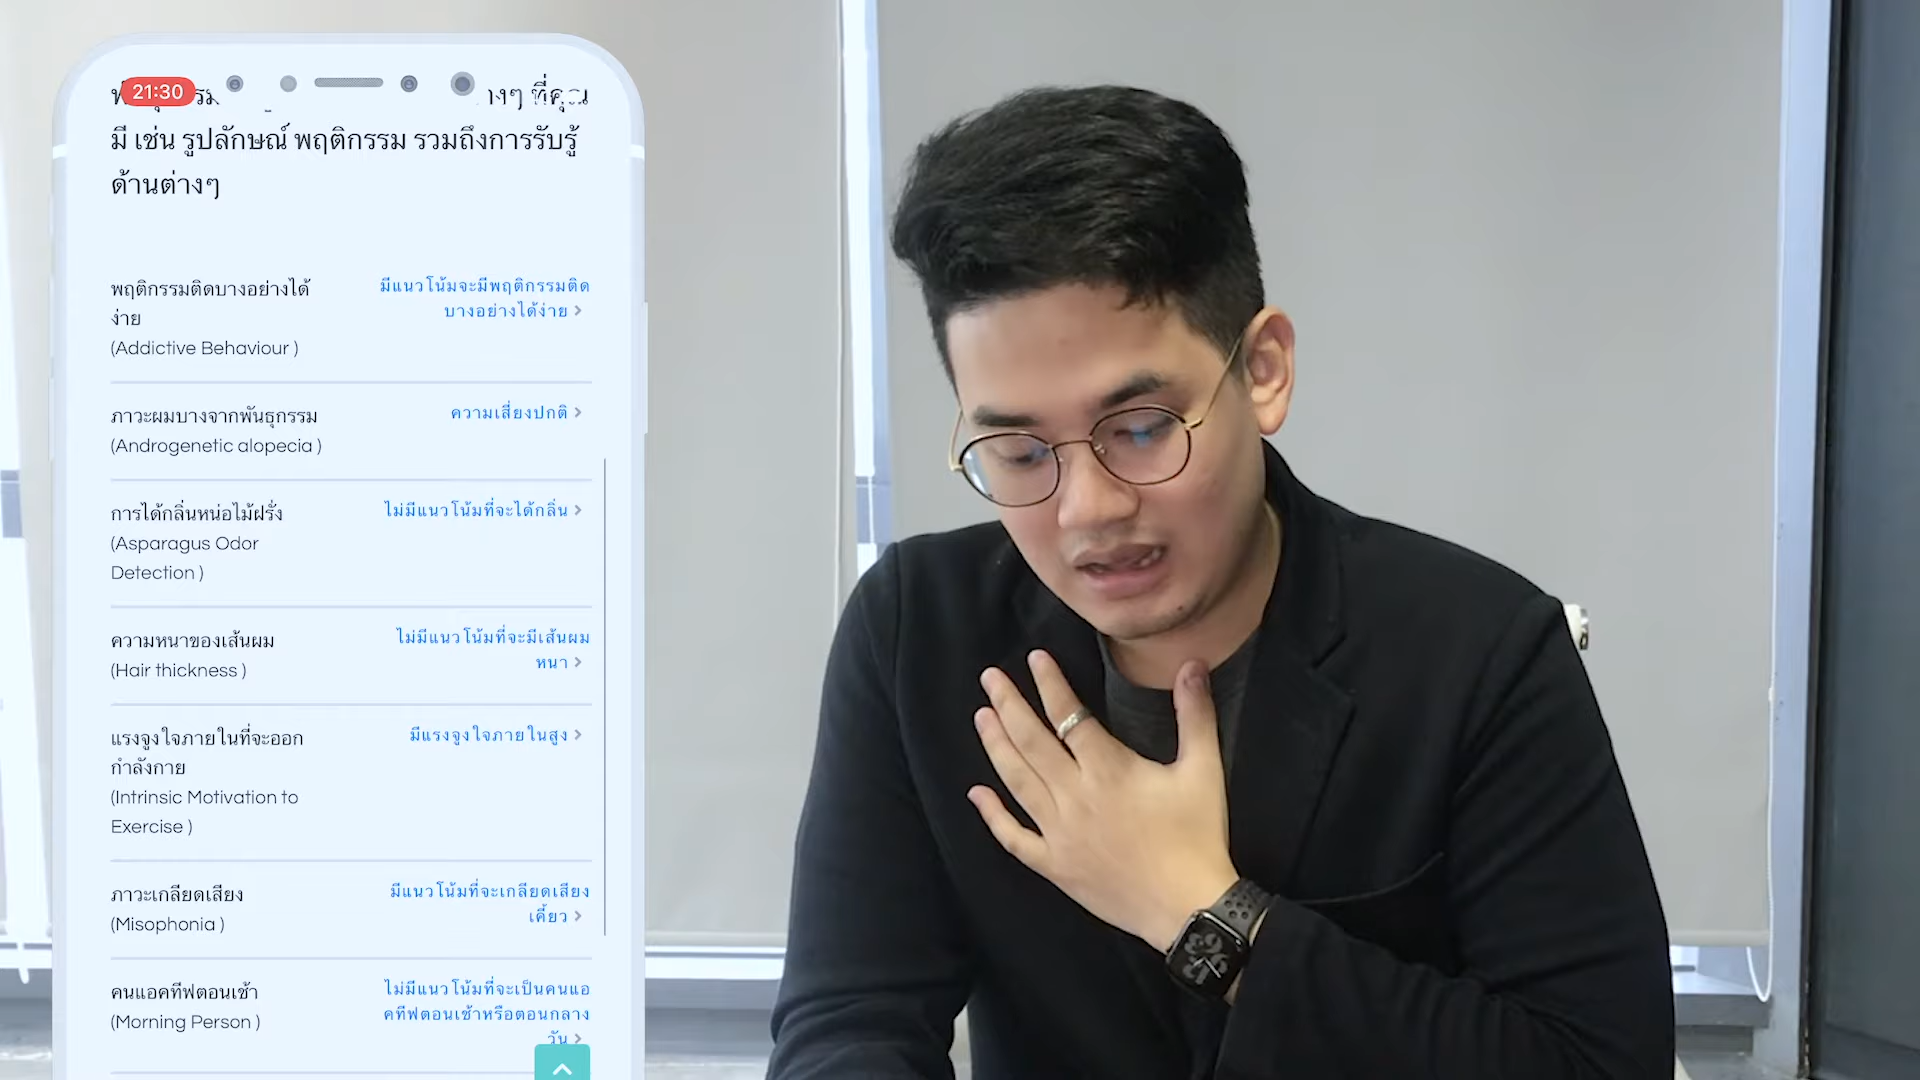 21:30
างๆ ที่คุณ
มี เช่น รูปลักษณ์ พฤติกรรม รวมถึงการรับรู้
ด้านต่างๆ
พฤติกรรมติดบางอย่างได้
ง่าย
(Addictive Behaviour )
มีแนวโน้มจะมีพฤติกรรมติด
บางอย่างได้ง่าย
ภาวะผมบางจากพันธุกรรม
(Androgenetic alopecia )
ความเสี่ยงปกติ
การได้กลิ่นหน่อไม้ฝรั่ง
(Asparagus Odor
Detection )
ไม่มีแนวโน้มที่จะได้กลิ่น
ความหนาของเส้นผม
(Hair thickness )
ไม่มีแนวโน้มที่จะมีเส้นผม
หนา
แรงจูงใจภายในที่จะออก
กำลังกาย
(Intrinsic Motivation to
Exercise )
มีแรงจูงใจภายในสูง
ภาวะเกลียดเสียง
(Misophonia )
มีแนวโน้มที่จะเกลียดเสียง
เคี้ยว
คนแอคทีฟตอนเช้า
(Morning Person )
ไม่มีแนวโน้มที่จะเป็นคนแอ
คทีฟตอนเช้าหรือตอนกลาง
วัน